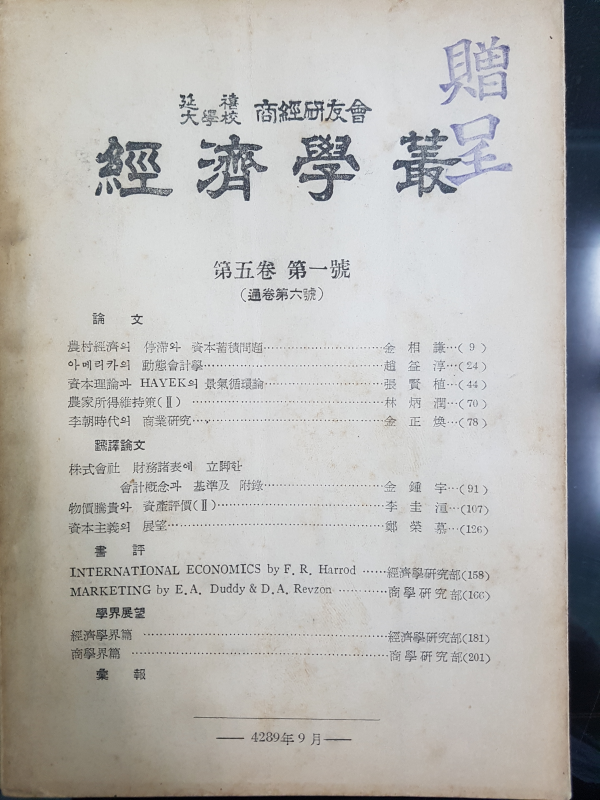 延禧
大學校 商經硏友會
贈呈
經濟學叢
第五卷 第一號
(通卷第六號)
論文
農村經濟의 停滯와 資本蓄積問題 金相謙 (9)
아메리카의 動態會計學 趙益淳 (24)
資本理論과 HAYEK의 景氣循環論 張賢植 (44)
農家所得維持策(Ⅱ) 林炳潤 (70)
李朝時代의 商業硏究 金正煥 (78)
飜譯論文
株式會社 財務諸表에 立脚한
會計槪念과 基準及 附錄 金鍾宇 (91)
物價騰貴와 資產評價(Ⅱ) 李圭 (107)
資本主義의 展望 鄭榮慕 (126)
書評
INTERNATIONAL ECONOMICS by F. R. Harrod 經濟學硏究部(158)
MARKETING by E.A. Duddy & D.A. Revzon 商學硏究部(166)
學界展望
經濟學界篇 經濟學硏究部(181)
商學界篇 商學硏究部(201)
彙報
4289年9月